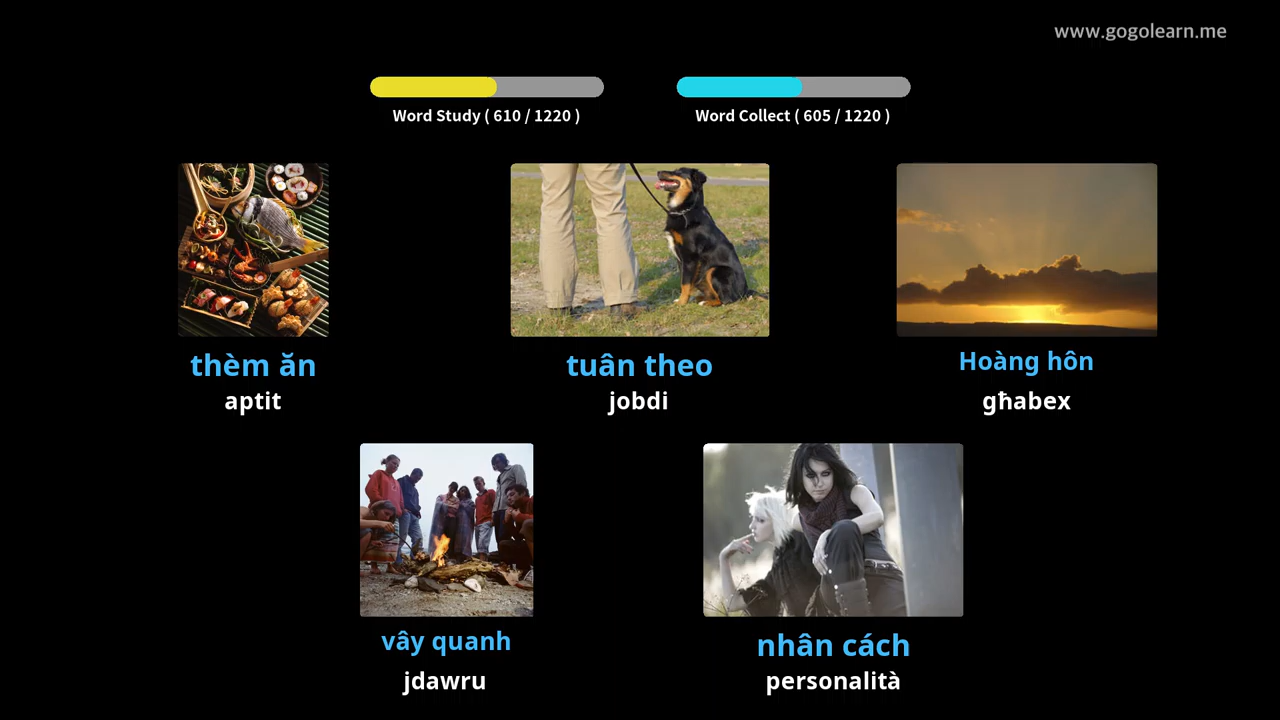 www.gogolearn.me
Word Study ( 610 / 1220 )
Word Collect ( 605 / 1220 )
thèm ăn
aptit
tuân theo
jobdi
Hoàng hôn
għabex
vây quanh
jdawru
nhân cách
personalità